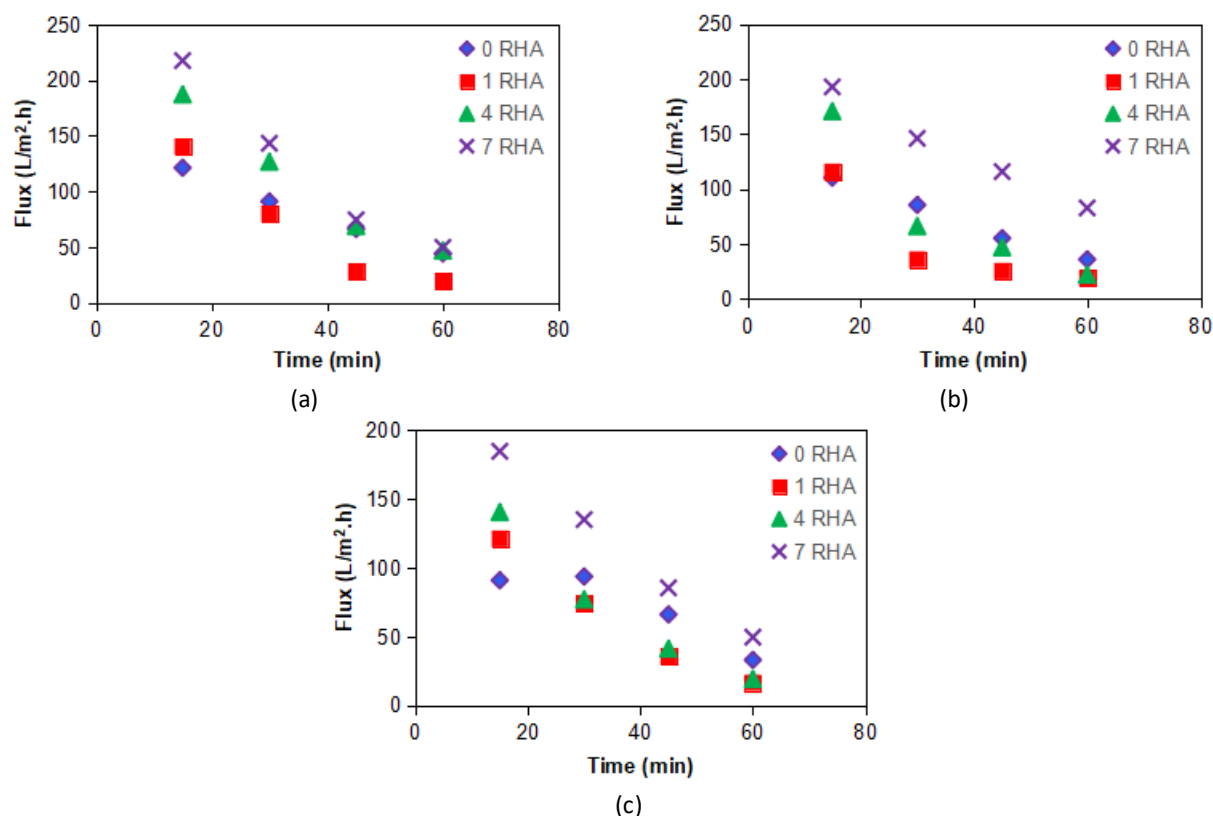 250
200
150
100
50
0
Flux (L/m².h)
0 20 40 60 80
Time (min)
0 RHA
1 RHA
4 RHA
7 RHA
(a)
250
200
150
100
50
0
Flux (L/m².h)
0 20 40 60 80
Time (min)
0 RHA
1 RHA
4 RHA
7 RHA
(b)
200
150
100
50
0
Flux (L/m².h)
0 20 40 60 80
Time (min)
0 RHA
1 RHA
4 RHA
7 RHA
(c)